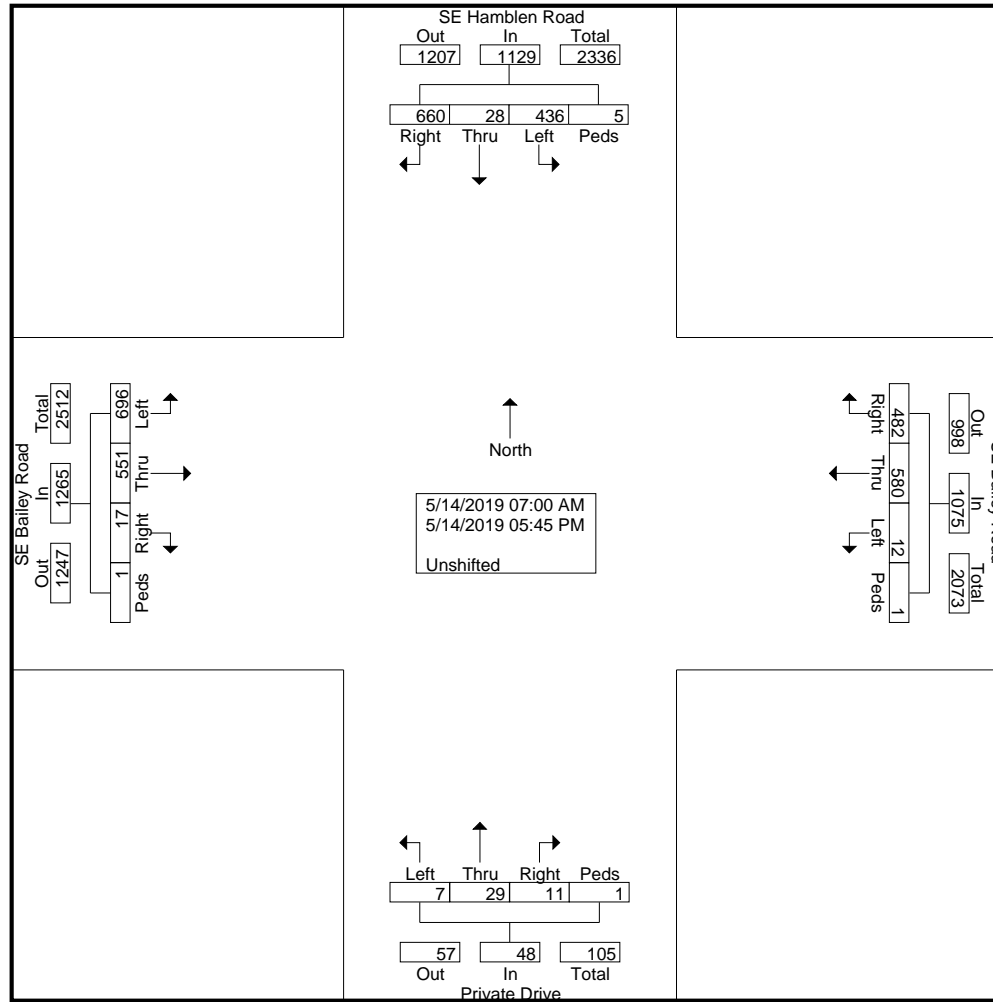 SE Hamblen Road
Out In Total
1207 1129 2336
660 28 436 5
Right Thru Left Peds
SE Bailey Road
Total In Out
2512 1265 1247
696 551 17 1
Left Thru Right Peds
North
5/14/2019 07:00 AM
5/14/2019 05:45 PM
Unshifted
Right Thru Left Peds
482 580 12 1
Out In Total
998 1075 2073
Left Thru Right Peds
7 29 11 1
57 48 105
Out In Total
Private Drive